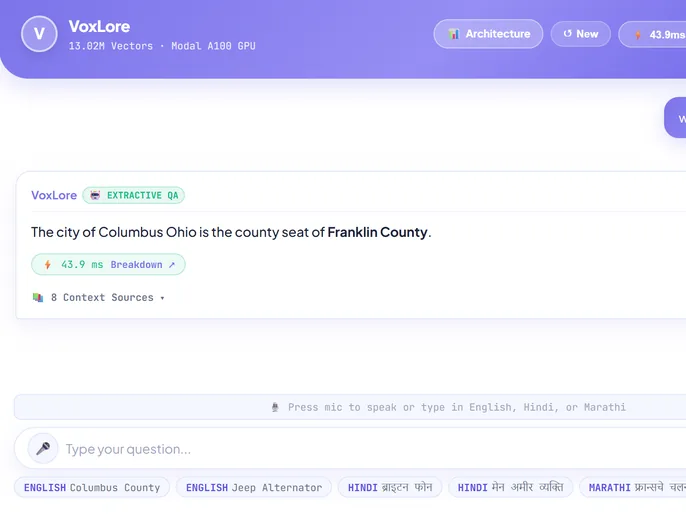 V
VoxLore
13.02M Vectors · Modal A100 GPU
📊 Architecture
↺ New
⚡ 43.9ms
VoxLore
EXTRACTIVE QA
The city of Columbus Ohio is the county seat of Franklin County.
⚡ 43.9 ms Breakdown ↗
📚 8 Context Sources ▾
🎙 Press mic to speak or type in English, Hindi, or Marathi
Type your question...
ENGLISH Columbus County
ENGLISH Jeep Alternator
HINDI ब्राइटन फोन
HINDI मेन अमीर व्यक्ति
MARATHI फ्रान्सचे